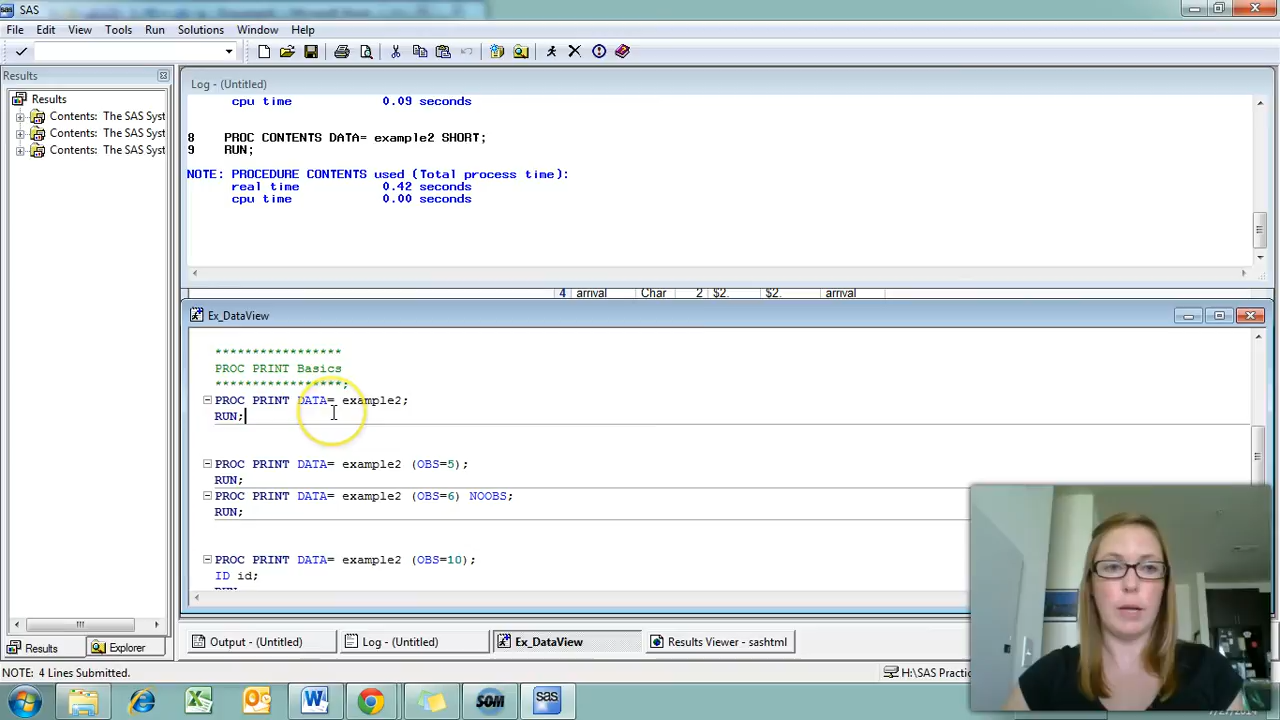 SAS
File Edit View Tools Run Solutions Window Help
Results
Results
Contents: The SAS Syst
Contents: The SAS Syst
Contents: The SAS Syst
Log - (Untitled)
cpu time 0.09 seconds
8 PROC CONTENTS DATA= example2 SHORT;
9 RUN;
NOTE: PROCEDURE CONTENTS used (Total process time):
real time 0.42 seconds
cpu time 0.00 seconds
4 arrival Char 2 $2. $2. arrival
Ex_DataView
*****************
PROC PRINT Basics
*****************;
PROC PRINT DATA= example2;
RUN;
PROC PRINT DATA= example2 (OBS=5);
RUN;
PROC PRINT DATA= example2 (OBS=6) NOOBS;
RUN;
PROC PRINT DATA= example2 (OBS=10);
ID id;
Results Explorer
Output - (Untitled) Log - (Untitled) Ex_DataView Results Viewer - sashtml
NOTE: 4 Lines Submitted. H:\SAS Practic
SOM sas
7/27/2014